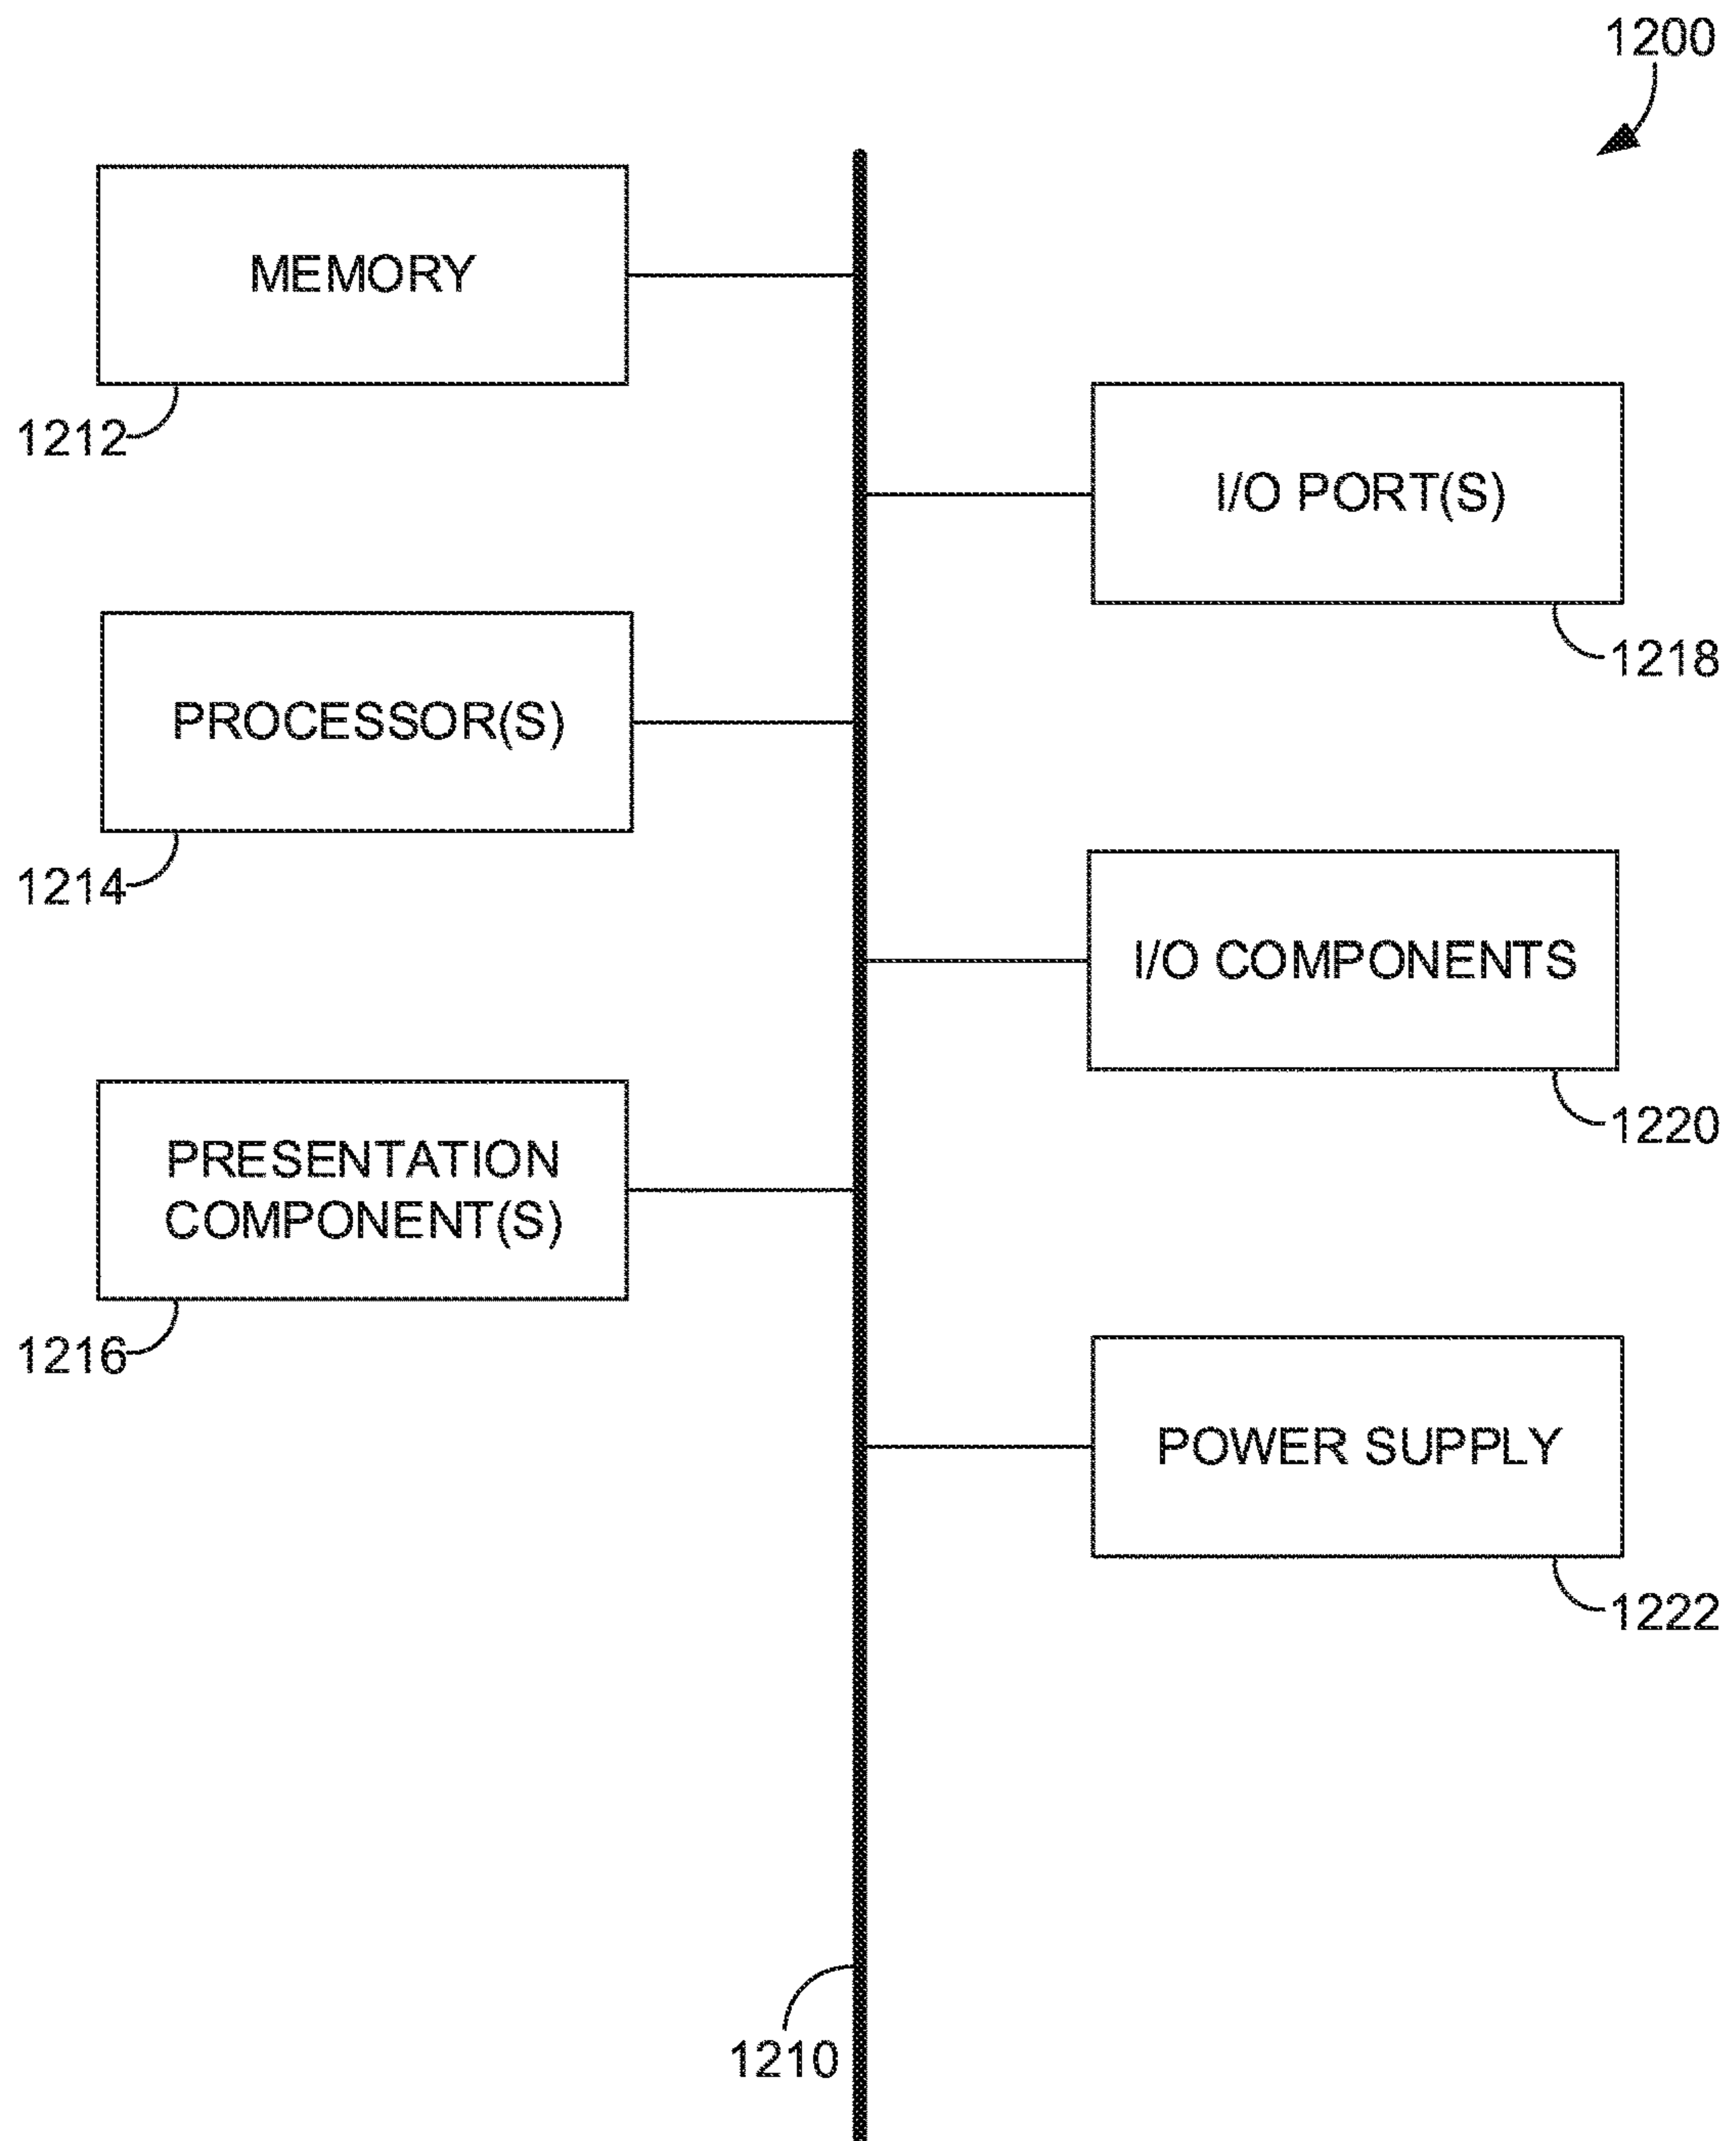 1200
MEMORY
1212
I/O PORT(S)
1218
PROCESSOR(S)
1214
I/O COMPONENTS
1220
PRESENTATION
COMPONENT(S)
1216
POWER SUPPLY
1222
1210